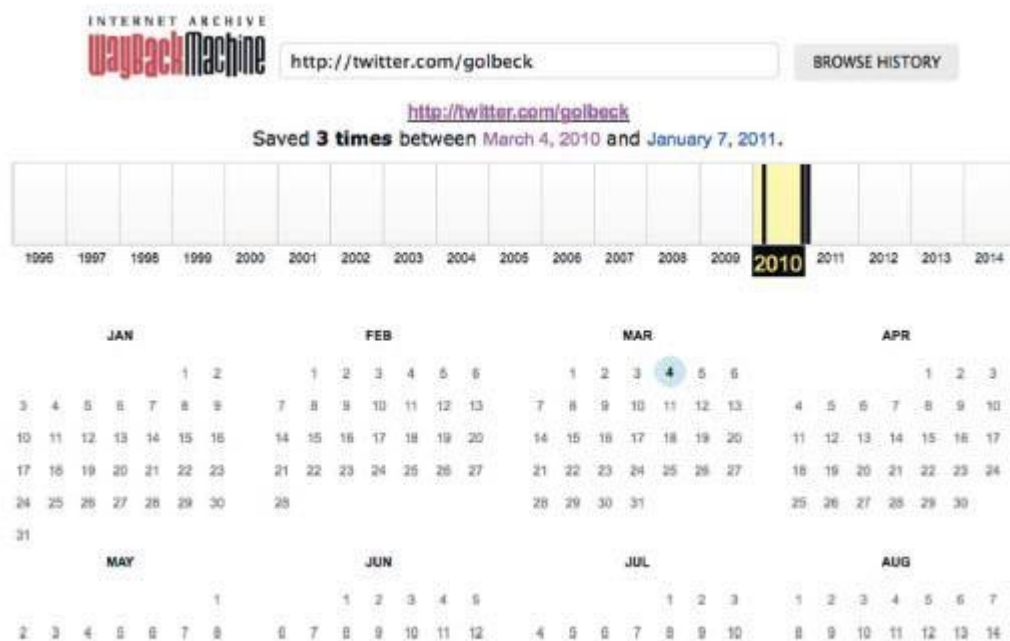 INTERNET ARCHIVE
WayBackMachine
http://twitter.com/golbeck
BROWSE HISTORY
http://twitter.com/golbeck
Saved 3 times between March 4, 2010 and January 7, 2011.
1996 1997 1998 1999 2000 2001 2002 2003 2004 2005 2006 2007 2008 2009 2010 2011 2012 2013 2014
JAN FEB MAR APR
1 2 1 2 3 4 5 6 1 2 3 4 5 6 1 2 3
3 4 5 6 7 8 9 7 8 9 10 11 12 13 7 8 9 10 11 12 13 4 5 6 7 8 9 10
10 11 12 13 14 15 16 14 15 16 17 18 19 20 14 15 16 17 18 19 20 11 12 13 14 15 16 17
17 18 19 20 21 22 23 21 22 23 24 25 26 27 21 22 23 24 25 26 27 18 19 20 21 22 23 24
24 25 26 27 28 29 30 28 28 29 30 31 25 26 27 28 29 30
31
MAY JUN JUL AUG
1 1 2 3 4 5 1 2 3 1 2 3 4 5 6 7
2 3 4 5 6 7 8 6 7 8 9 10 11 12 4 5 6 7 8 9 10 8 9 10 11 12 13 14